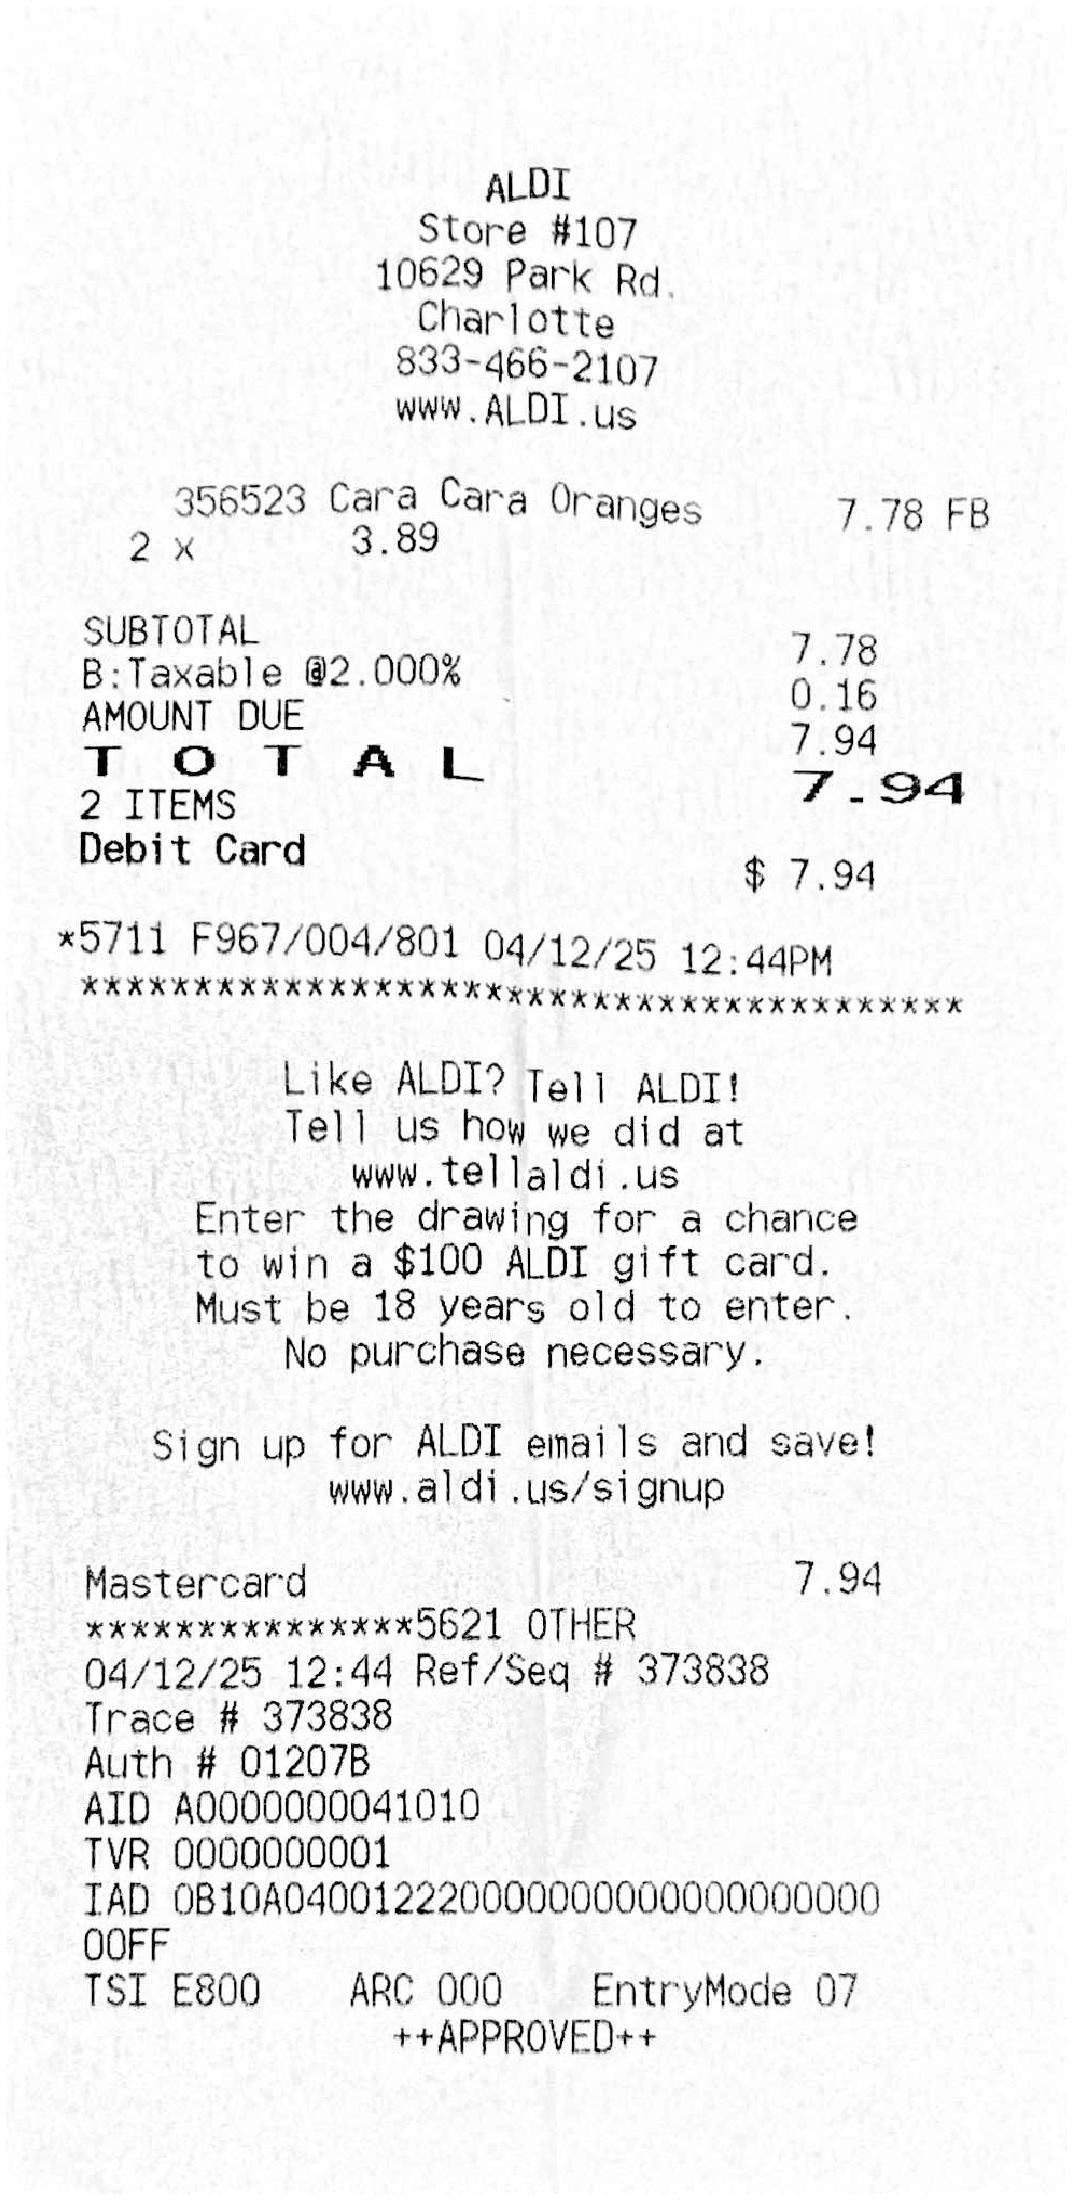 ALDI
Store #107
10629 Park Rd.
Charlotte
833-466-2107
www.ALDI.us
356523 Cara Cara Oranges 7.78 FB
2 x 3.89
SUBTOTAL 7.78
B:Taxable @2.000% 0.16
AMOUNT DUE 7.94
T O T A L 7.94
2 ITEMS
Debit Card $ 7.94
*5711 F967/004/801 04/12/25 12:44PM
****************************************
Like ALDI? Tell ALDI!
Tell us how we did at
www.tellaldi.us
Enter the drawing for a chance
to win a $100 ALDI gift card.
Must be 18 years old to enter.
No purchase necessary.
Sign up for ALDI emails and save!
www.aldi.us/signup
Mastercard 7.94
***************5621 OTHER
04/12/25 12:44 Ref/Seq # 373838
Trace # 373838
Auth # 01207B
AID A0000000041010
TVR 0000000001
IAD 0B10A040012220000000000000000000
00FF
TSI E800 ARC 000 EntryMode 07
++APPROVED++